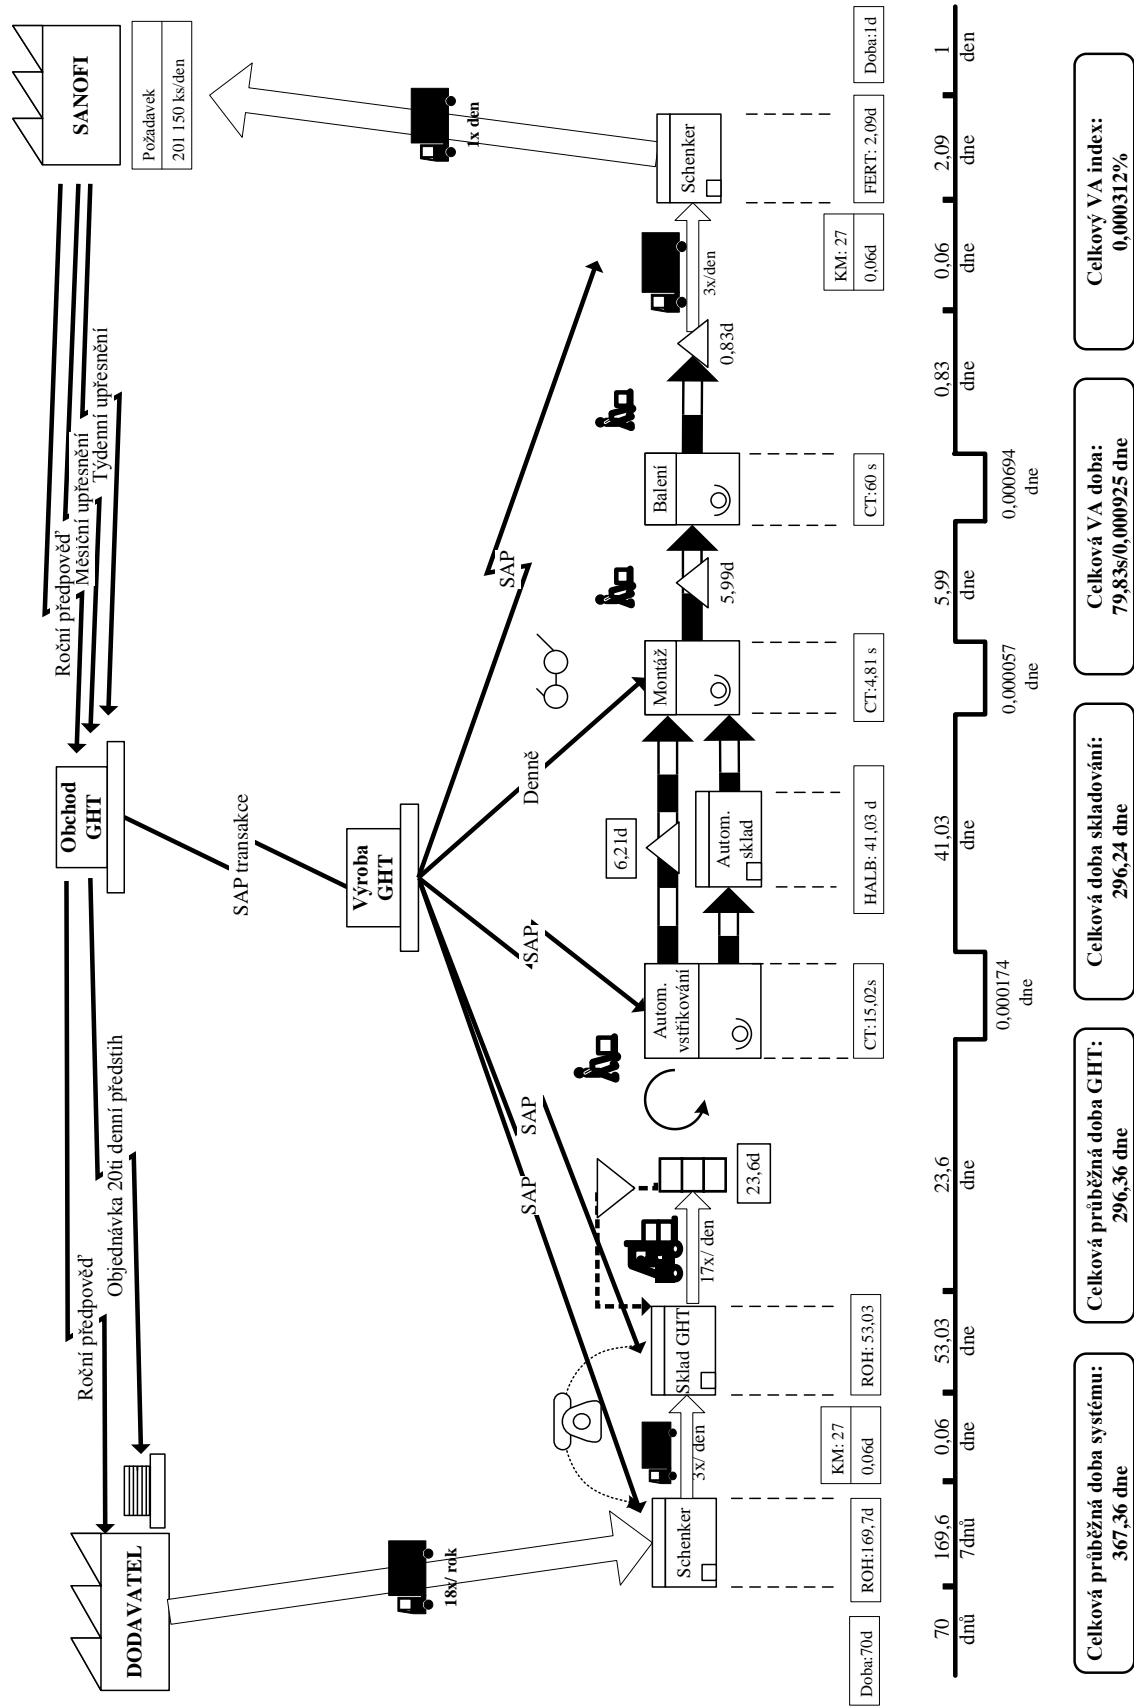 DODAVATEL
Roční předpověď
Objednávka 20ti denní předstih
Obchod
GHT
Roční předpověď
Měsíční upřesnění
Týdenní upřesnění
SANOFI
Požadavek
201 150 ks/den
SAP transakce
Výroba
GHT
18x/ rok
SAP
SAP
SAP
Denně
SAP
1x den
Schenker
3x/ den
Sklad GHT
17x/ den
23,6d
Autom.
vstřikování
6,21d
Autom.
sklad
Montáž
5,99d
Balení
0,83d
3x/den
Schenker
Doba:70d
ROH:169,7d
KM: 27
0,06d
ROH: 53,03
CT:15,02s
HALB: 41,03 d
CT:4,81 s
CT:60 s
KM: 27
0,06d
FERT: 2,09d
Doba:1d
70
dnů
169,6
7dnů
0,06
dne
53,03
dne
23,6
dne
0,000174
dne
41,03
dne
0,000057
dne
5,99
dne
0,000694
dne
0,83
dne
0,06
dne
2,09
dne
1
den
Celková průběžná doba systému:
367,36 dne
Celková průběžná doba GHT:
296,36 dne
Celková doba skladování:
296,24 dne
Celková VA doba:
79,83s/0,000925 dne
Celkový VA index:
0,000312%